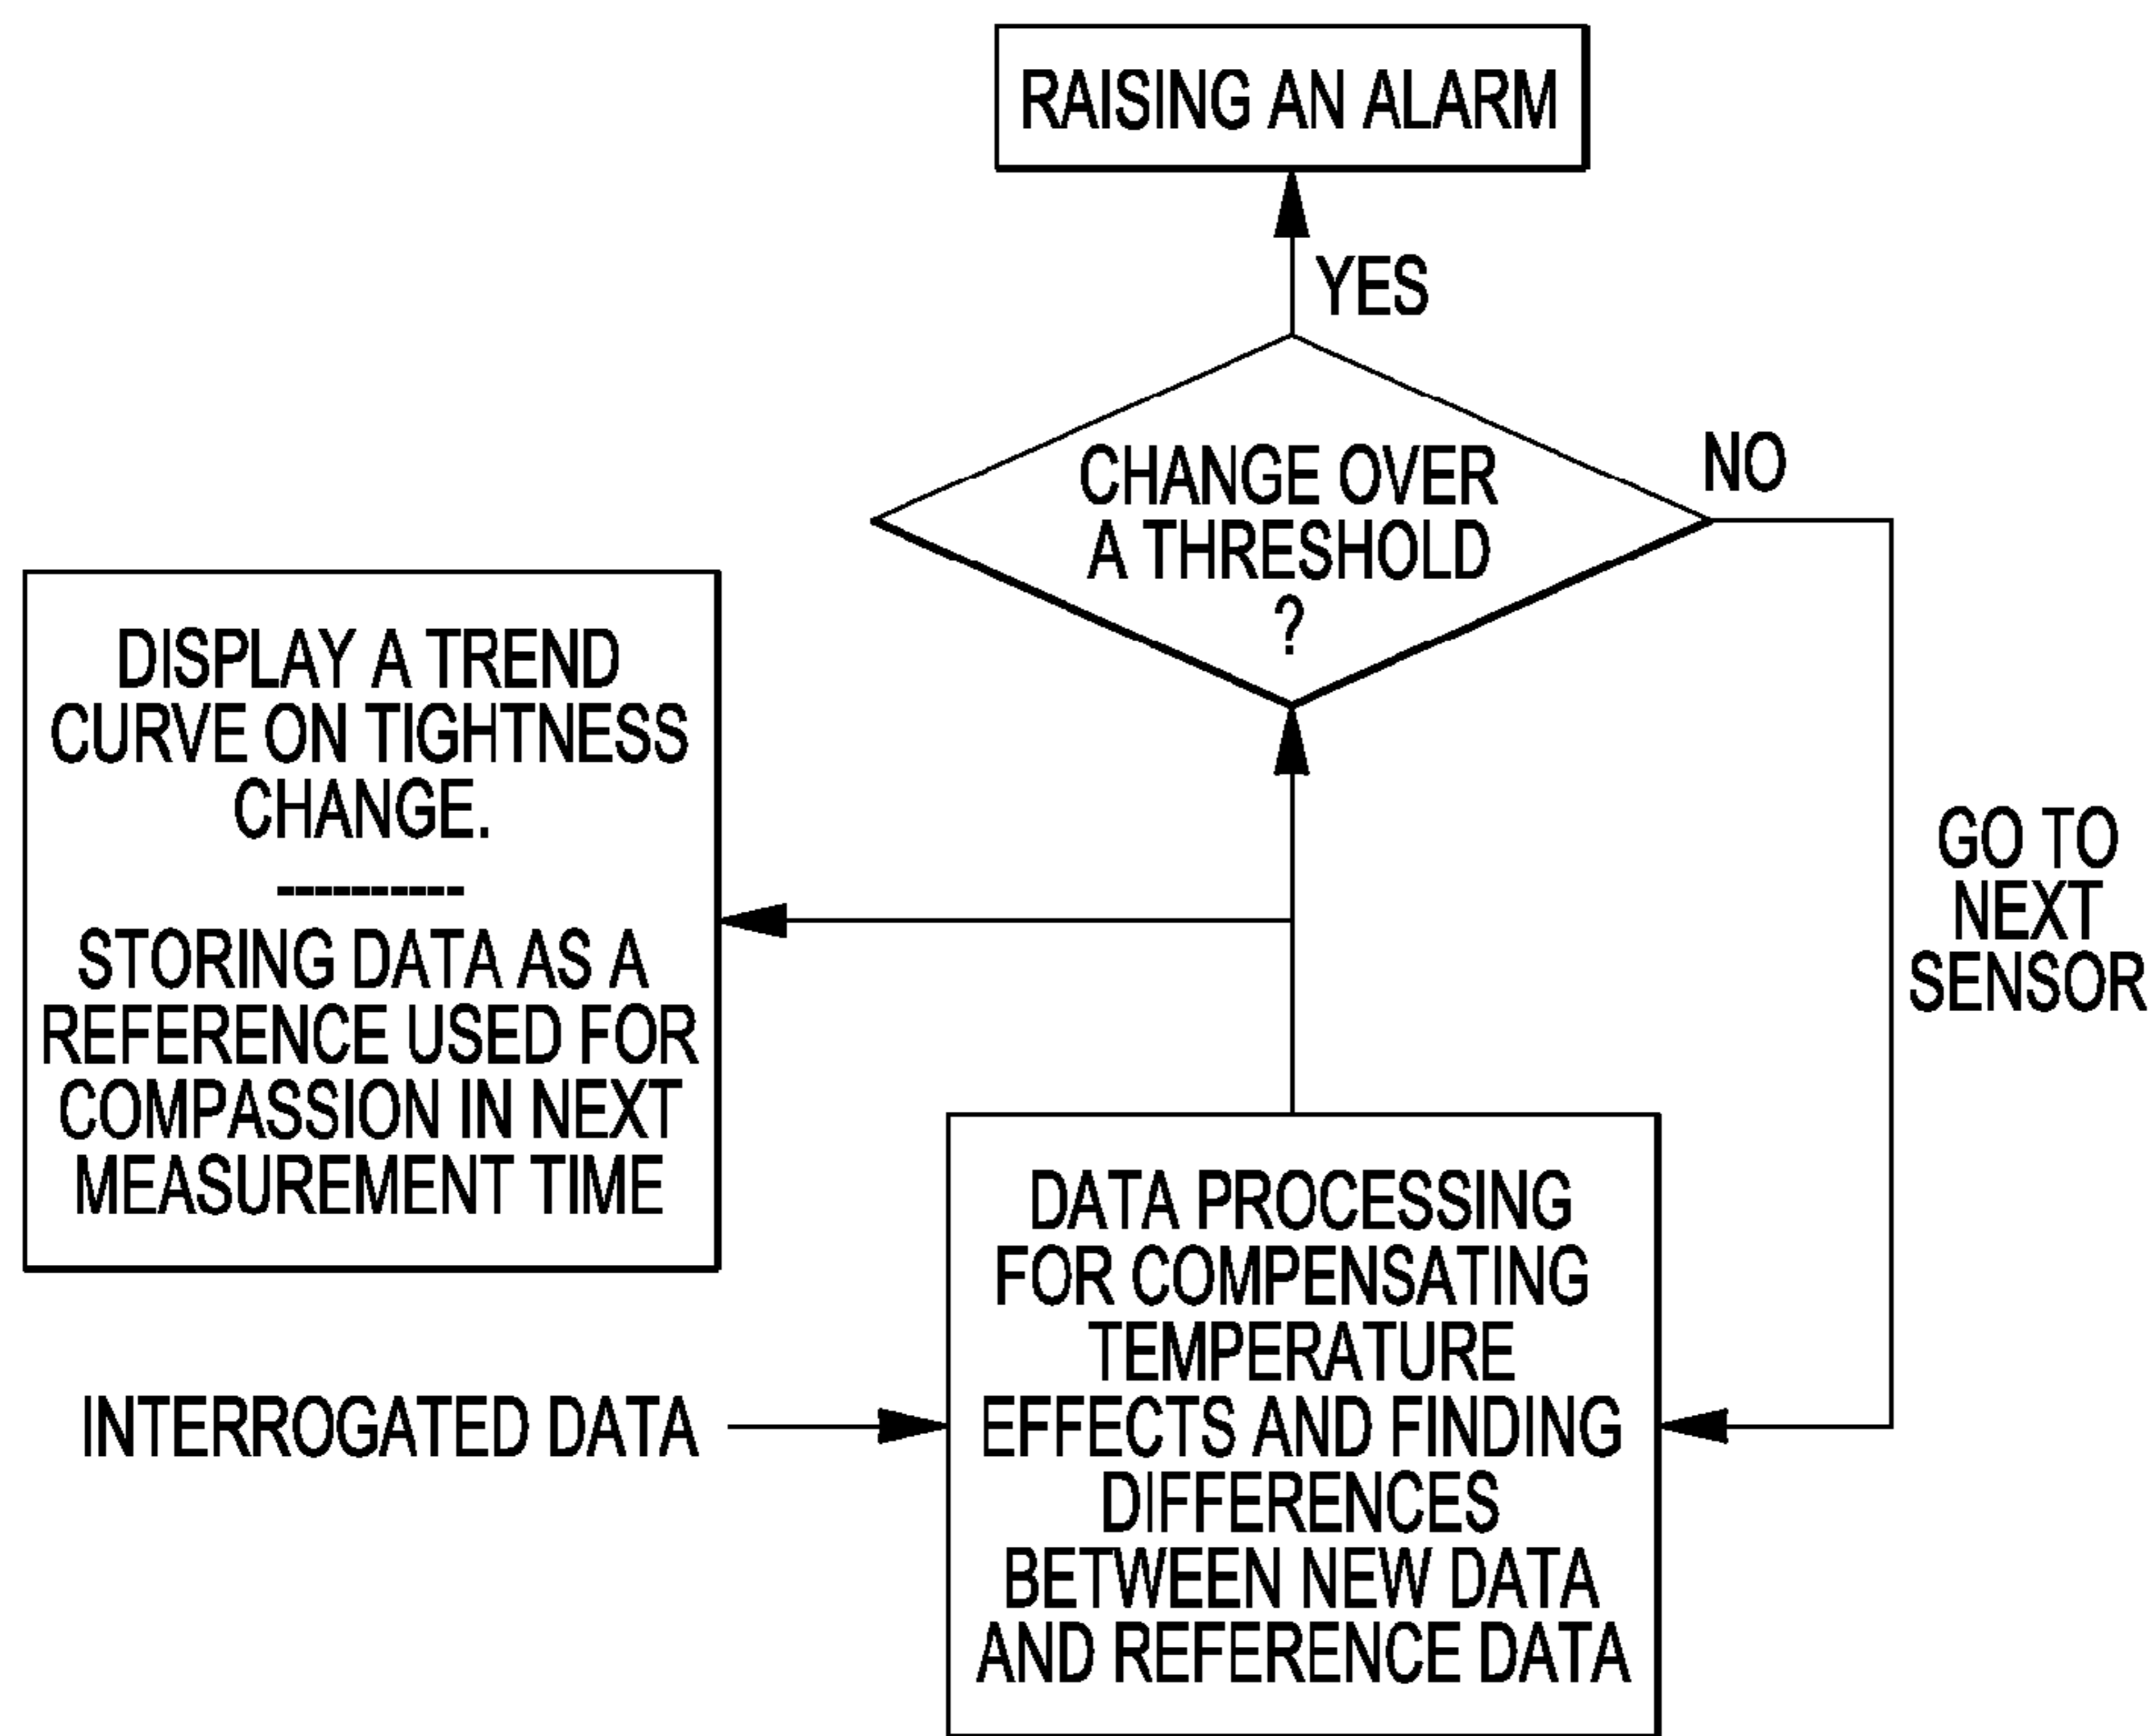 RAISING AN ALARM
YES
CHANGE OVER
A THRESHOLD
?
NO
DISPLAY A TREND
CURVE ON TIGHTNESS
CHANGE.
----------
STORING DATA AS A
REFERENCE USED FOR
COMPASSION IN NEXT
MEASUREMENT TIME
GO TO
NEXT
SENSOR
INTERROGATED DATA
DATA PROCESSING
FOR COMPENSATING
TEMPERATURE
EFFECTS AND FINDING
DIFFERENCES
BETWEEN NEW DATA
AND REFERENCE DATA